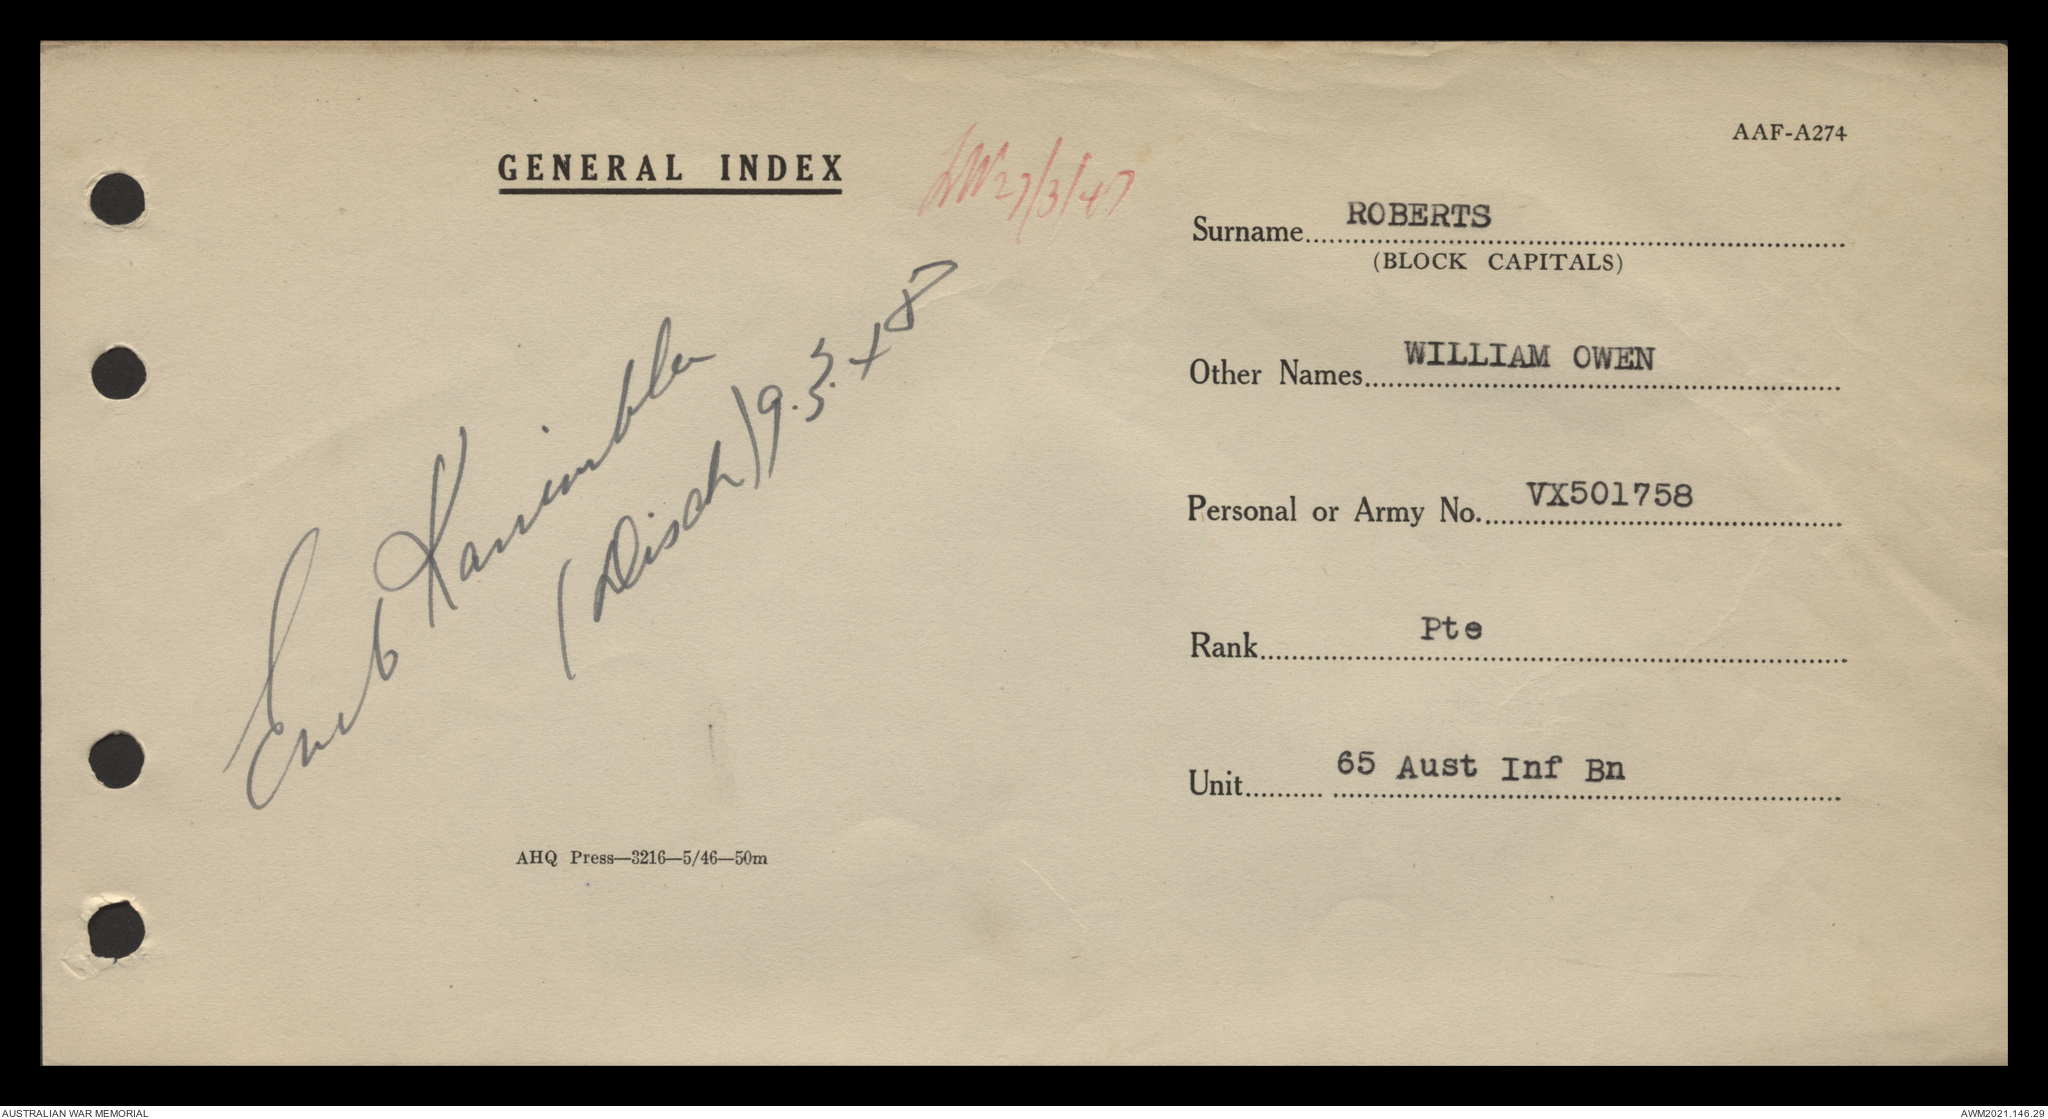 GENERAL INDEX
27/3/47
Emb Kanimbla
(Disch) 9.3.48
AHQ Press—3216—5/46—50m
AAF-A274
Surname ROBERTS
(BLOCK CAPITALS)
Other Names WILLIAM OWEN
Personal or Army No. VX501758
Rank Pte
Unit 65 Aust Inf Bn
AUSTRALIAN WAR MEMORIAL
AWM2021.146.29